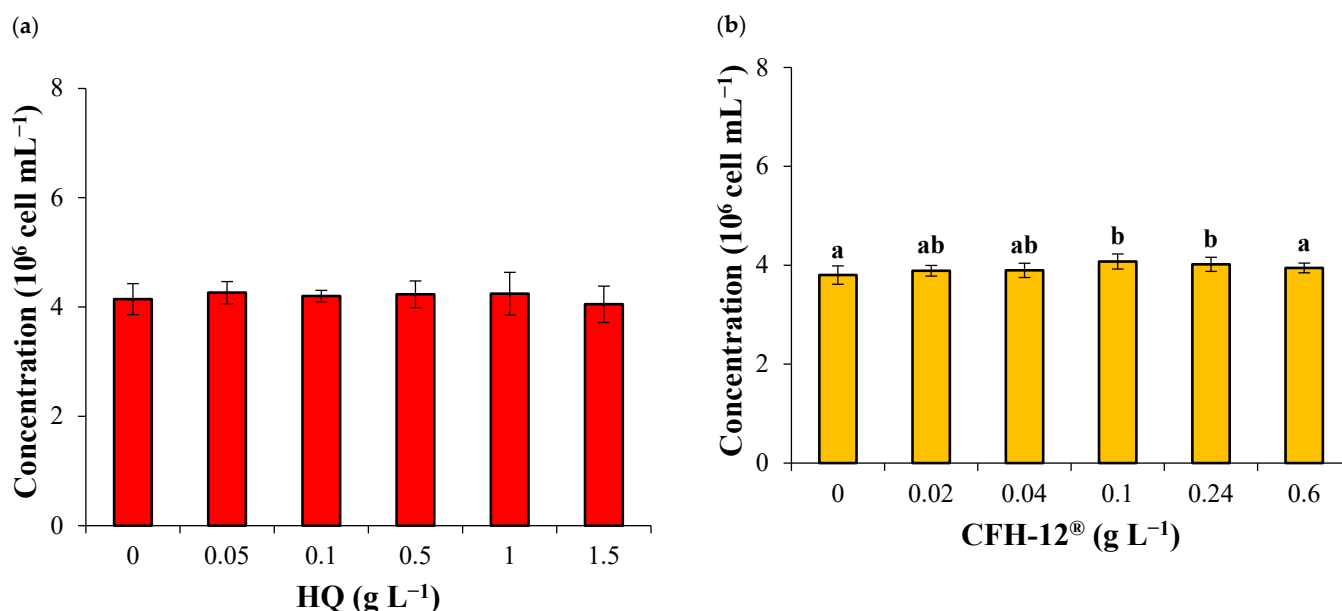 (a)
Concentration (10⁶ cell mL⁻¹)
8
6
4
2
0
0 0.05 0.1 0.5 1 1.5
HQ (g L⁻¹)
(b)
Concentration (10⁶ cell mL⁻¹)
8
6
4
2
0
a ab ab b b a
0 0.02 0.04 0.1 0.24 0.6
CFH-12® (g L⁻¹)